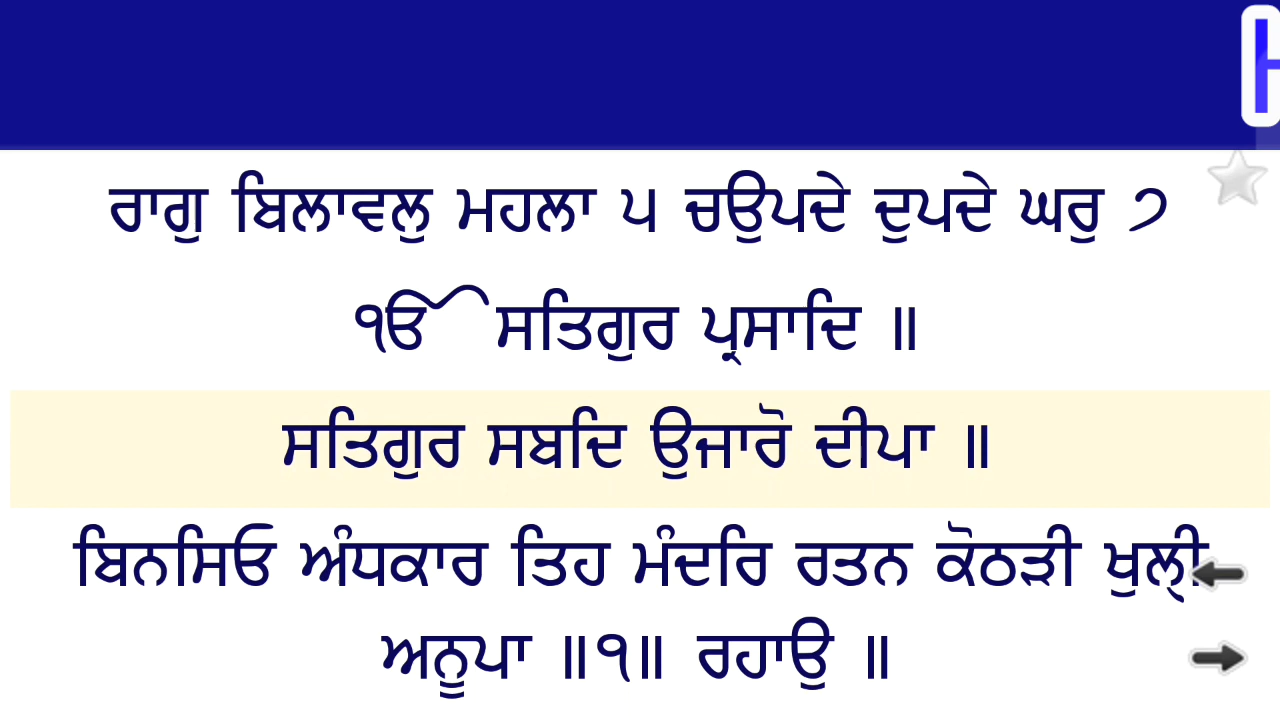 ਰਾਗੁ ਬਿਲਾਵਲੁ ਮਹਲਾ ੫ ਚਉਪਦੇ ਦੁਪਦੇ ਘਰੁ ੭
ੴ ਸਤਿਗੁਰ ਪ੍ਰਸਾਦਿ ॥
ਸਤਿਗੁਰ ਸਬਦਿ ਉਜਾਰੋ ਦੀਪਾ ॥
ਬਿਨਸਿਓ ਅੰਧਕਾਰ ਤਿਹ ਮੰਦਰਿ ਰਤਨ ਕੋਠੜੀ ਖੁਲੑੀ
ਅਨੂਪਾ ॥੧॥ ਰਹਾਉ ॥